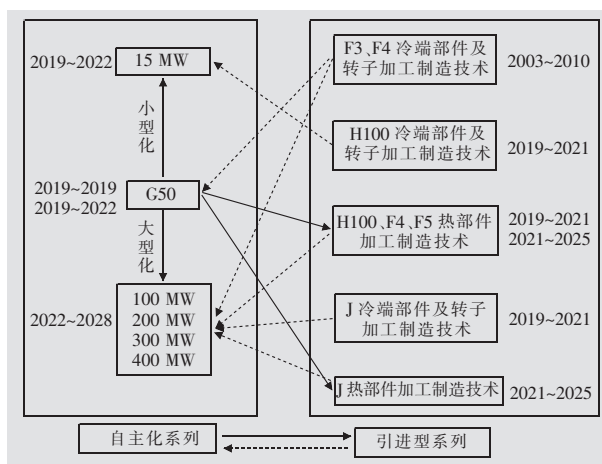 2019~2022
15 MW
小型化
2019~2019
2019~2022
G50
大型化
2022~2028
100 MW
200 MW
300 MW
400 MW
F3、F4 冷端部件及
转子加工制造技术
2003~2010
H100 冷端部件及
转子加工制造技术
2019~2021
H100、F4、F5 热部件
加工制造技术
2019~2021
2021~2025
J 冷端部件及转子
加工制造技术
2019~2021
J 热部件加工制造技术
2021~2025
自主化系列
引进型系列